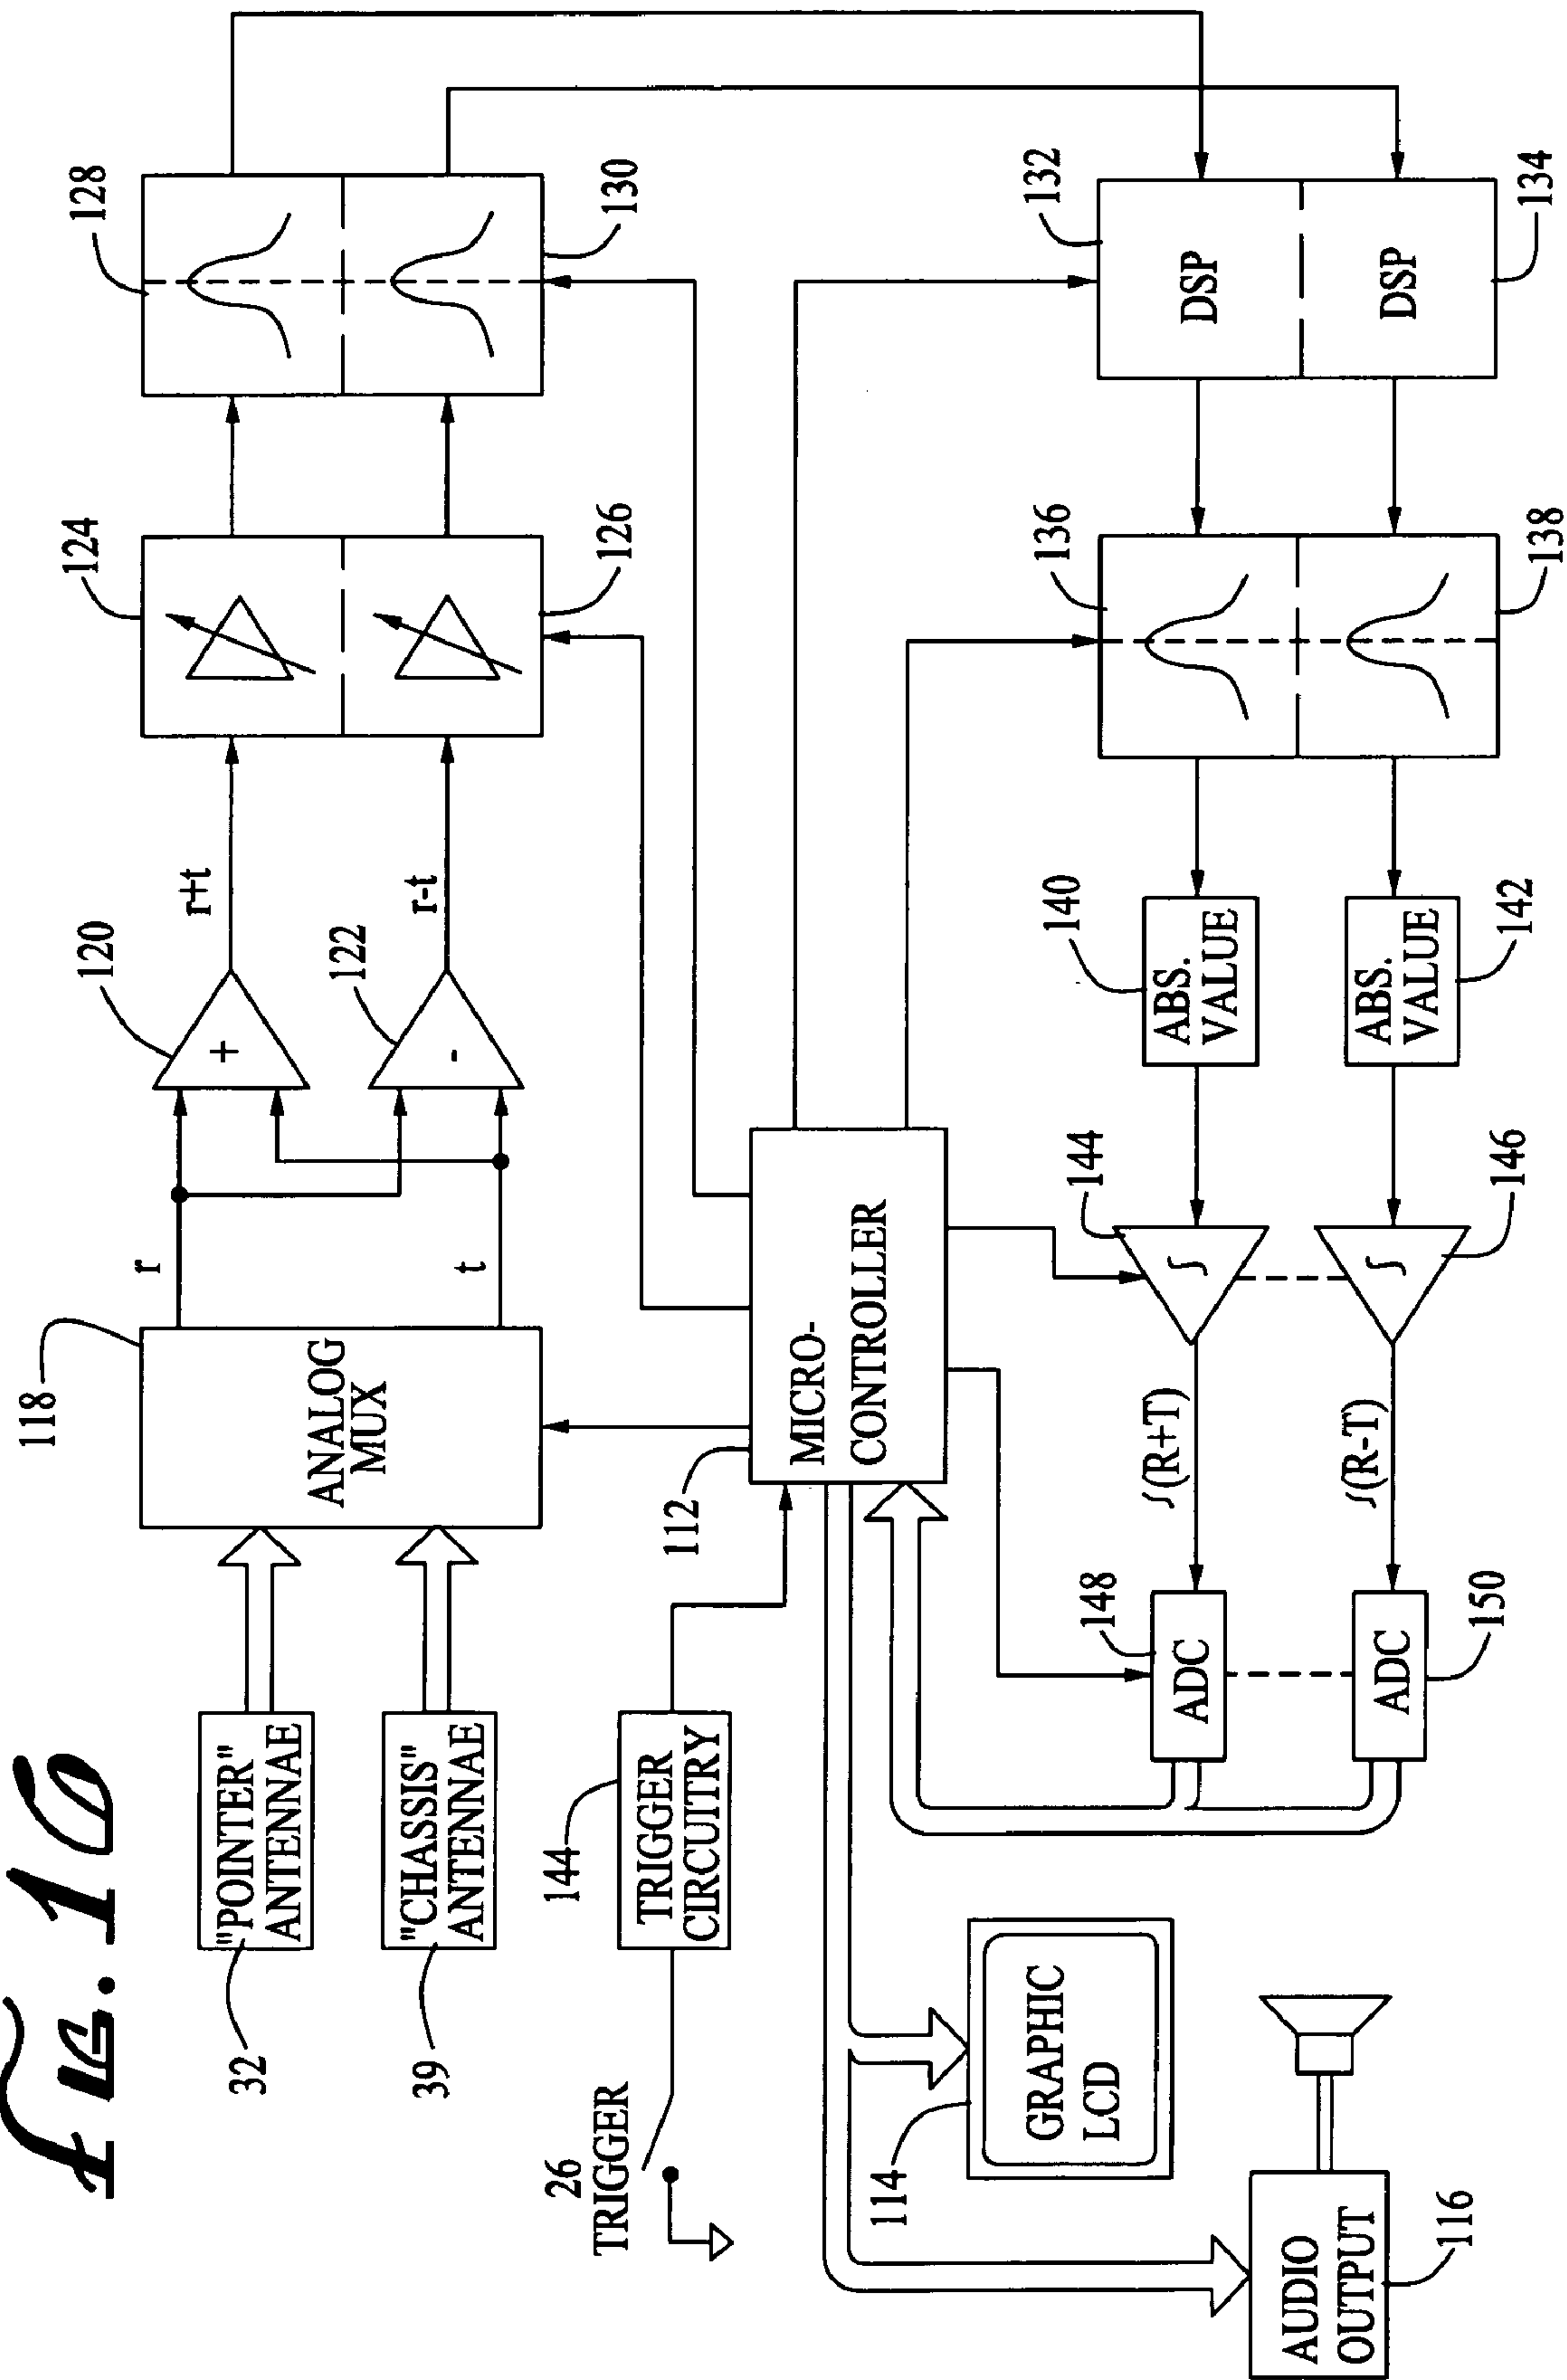 Fig. 16
"POINTER"
ANTENNAE
32
"CHASSIS"
ANTENNAE
39
118
ANALOG
MUX
r
t
120
+
122
-
r+t
r-t
124
126
128
130
26
TRIGGER
144
TRIGGER
CIRCUITRY
112
MICRO-
CONTROLLER
114
GRAPHIC
LCD
AUDIO
OUTPUT
116
148
ADC
ADC
150
∫(R+T)
∫(R-T)
144
∫
∫
146
140
ABS.
VALUE
ABS.
VALUE
142
136
138
132
DSP
DSP
134